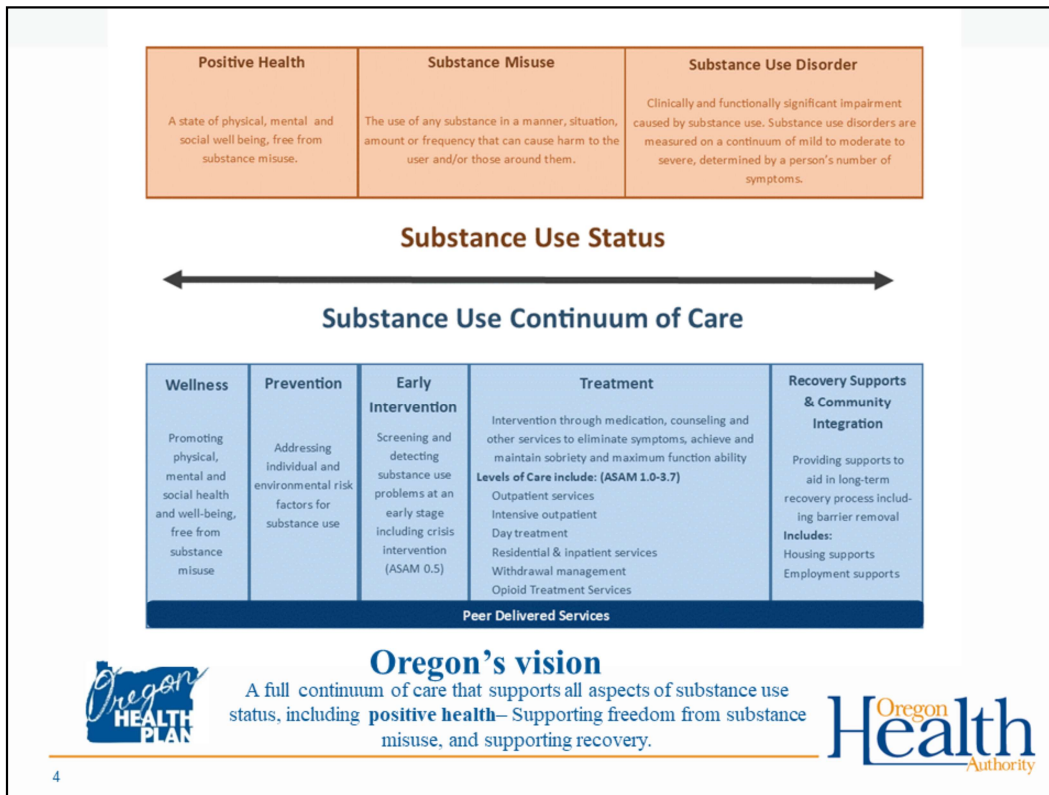 Positive Health
A state of physical, mental and
social well being, free from
substance misuse.
Substance Misuse
The use of any substance in a manner, situation,
amount or frequency that can cause harm to the
user and/or those around them.
Substance Use Disorder
Clinically and functionally significant impairment
caused by substance use. Substance use disorders are
measured on a continuum of mild to moderate to
severe, determined by a person's number of
symptoms.
Substance Use Status
Substance Use Continuum of Care
Wellness
Promoting
physical,
mental and
social health
and well-being,
free from
substance
misuse
Prevention
Addressing
individual and
environmental risk
factors for
substance use
Early
Intervention
Screening and
detecting
substance use
problems at an
early stage
including crisis
intervention
(ASAM 0.5)
Treatment
Intervention through medication, counseling and
other services to eliminate symptoms, achieve and
maintain sobriety and maximum function ability
Levels of Care include: (ASAM 1.0-3.7)
Outpatient services
Intensive outpatient
Day treatment
Residential & inpatient services
Withdrawal management
Opioid Treatment Services
Recovery Supports
& Community
Integration
Providing supports to
aid in long-term
recovery process includ-
ing barrier removal
Includes:
Housing supports
Employment supports
Peer Delivered Services
Oregon's vision
A full continuum of care that supports all aspects of substance use
status, including positive health– Supporting freedom from substance
misuse, and supporting recovery.
Oregon
HEALTH
PLAN
Oregon
Health
Authority
4